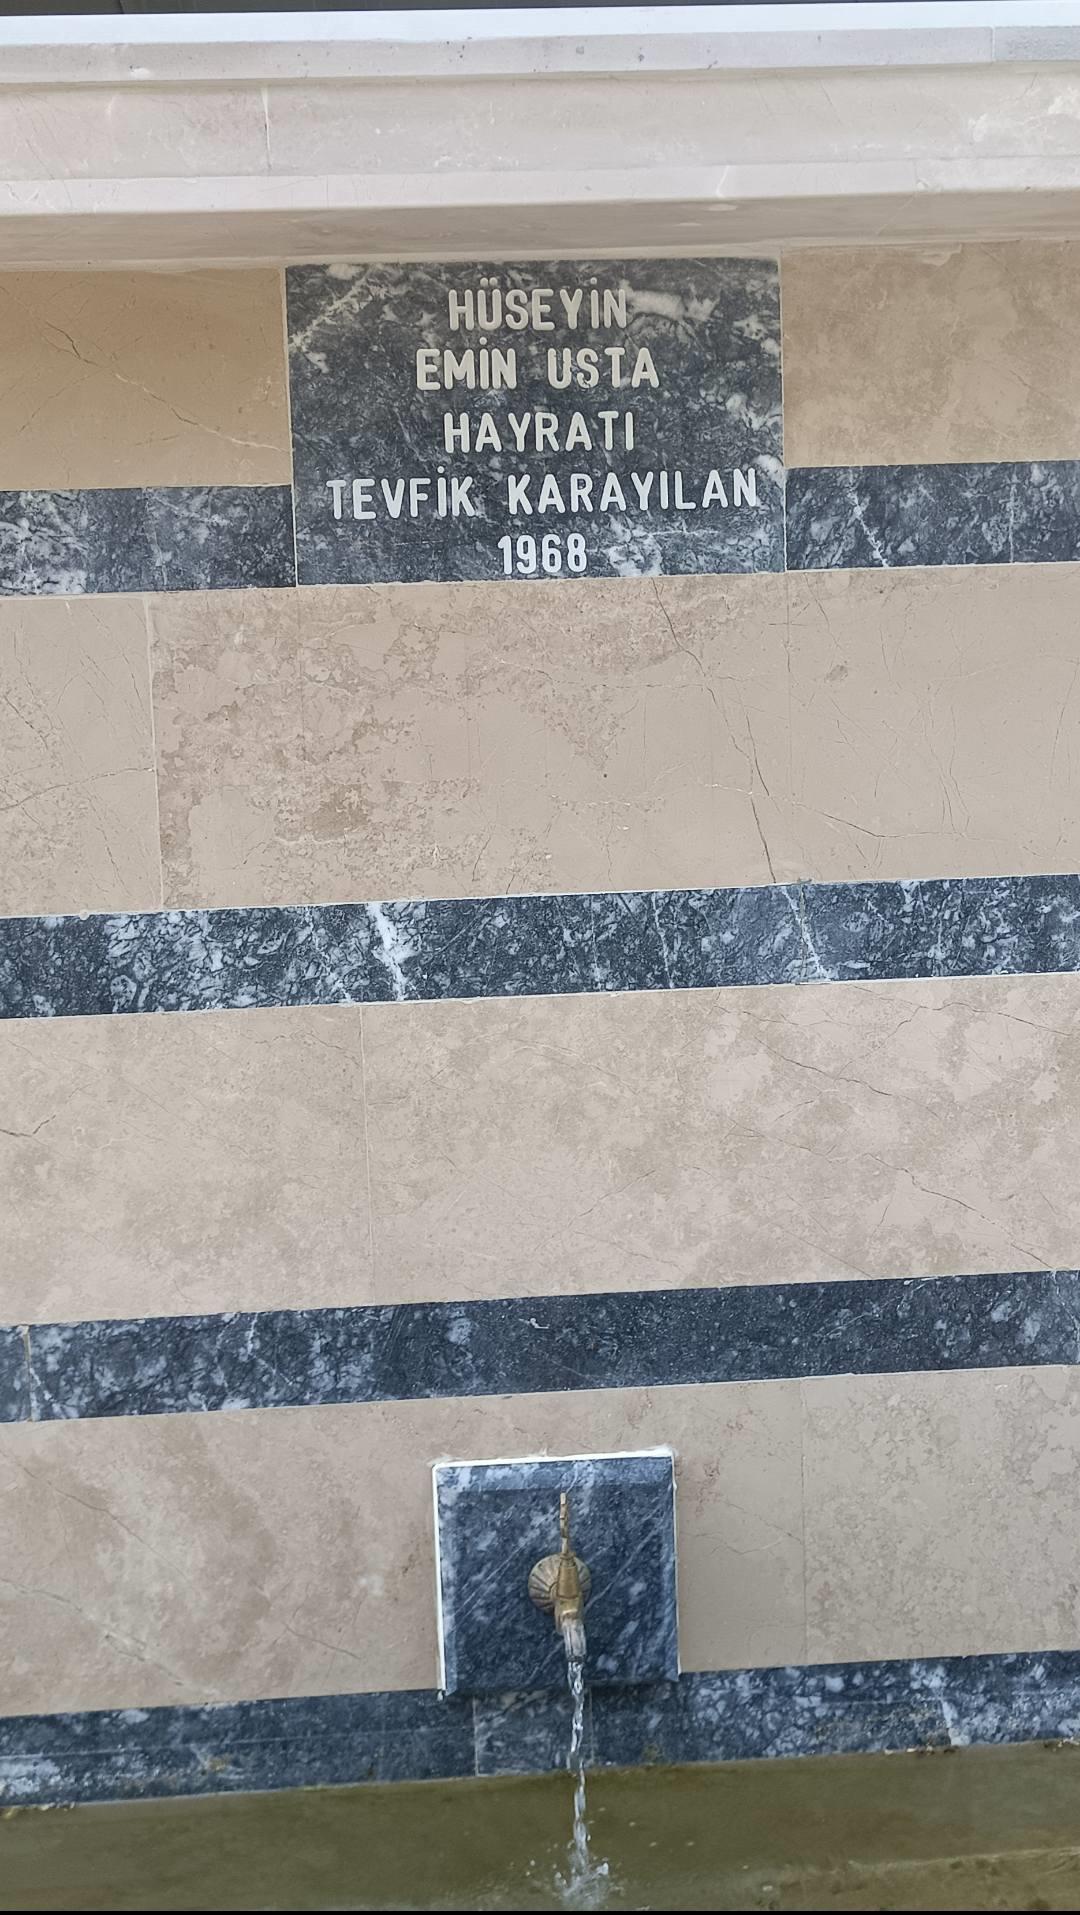 HÜSEYİN
EMİN USTA
HAYRATI
TEVFİK KARAYILAN
1968